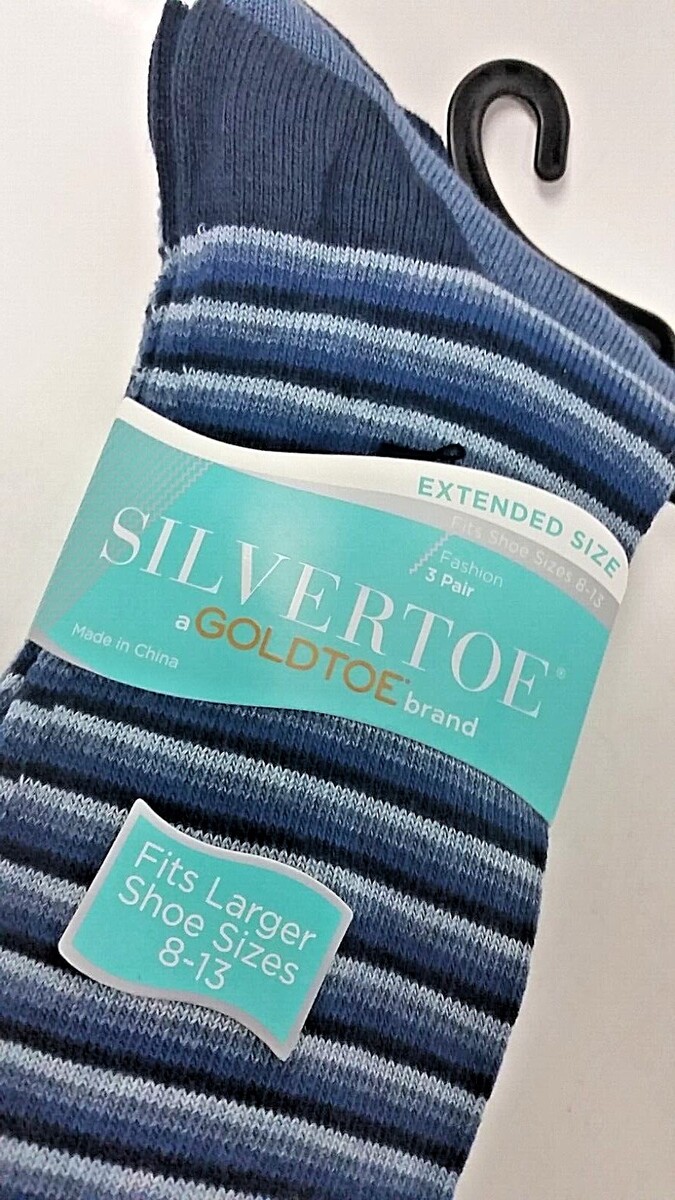 EXTENDED SIZE
Fits Shoe Sizes 8-13
Fashion
3 Pair
SILVERTOE®
a GOLDTOE® brand
Made in China
Fits Larger
Shoe Sizes
8-13